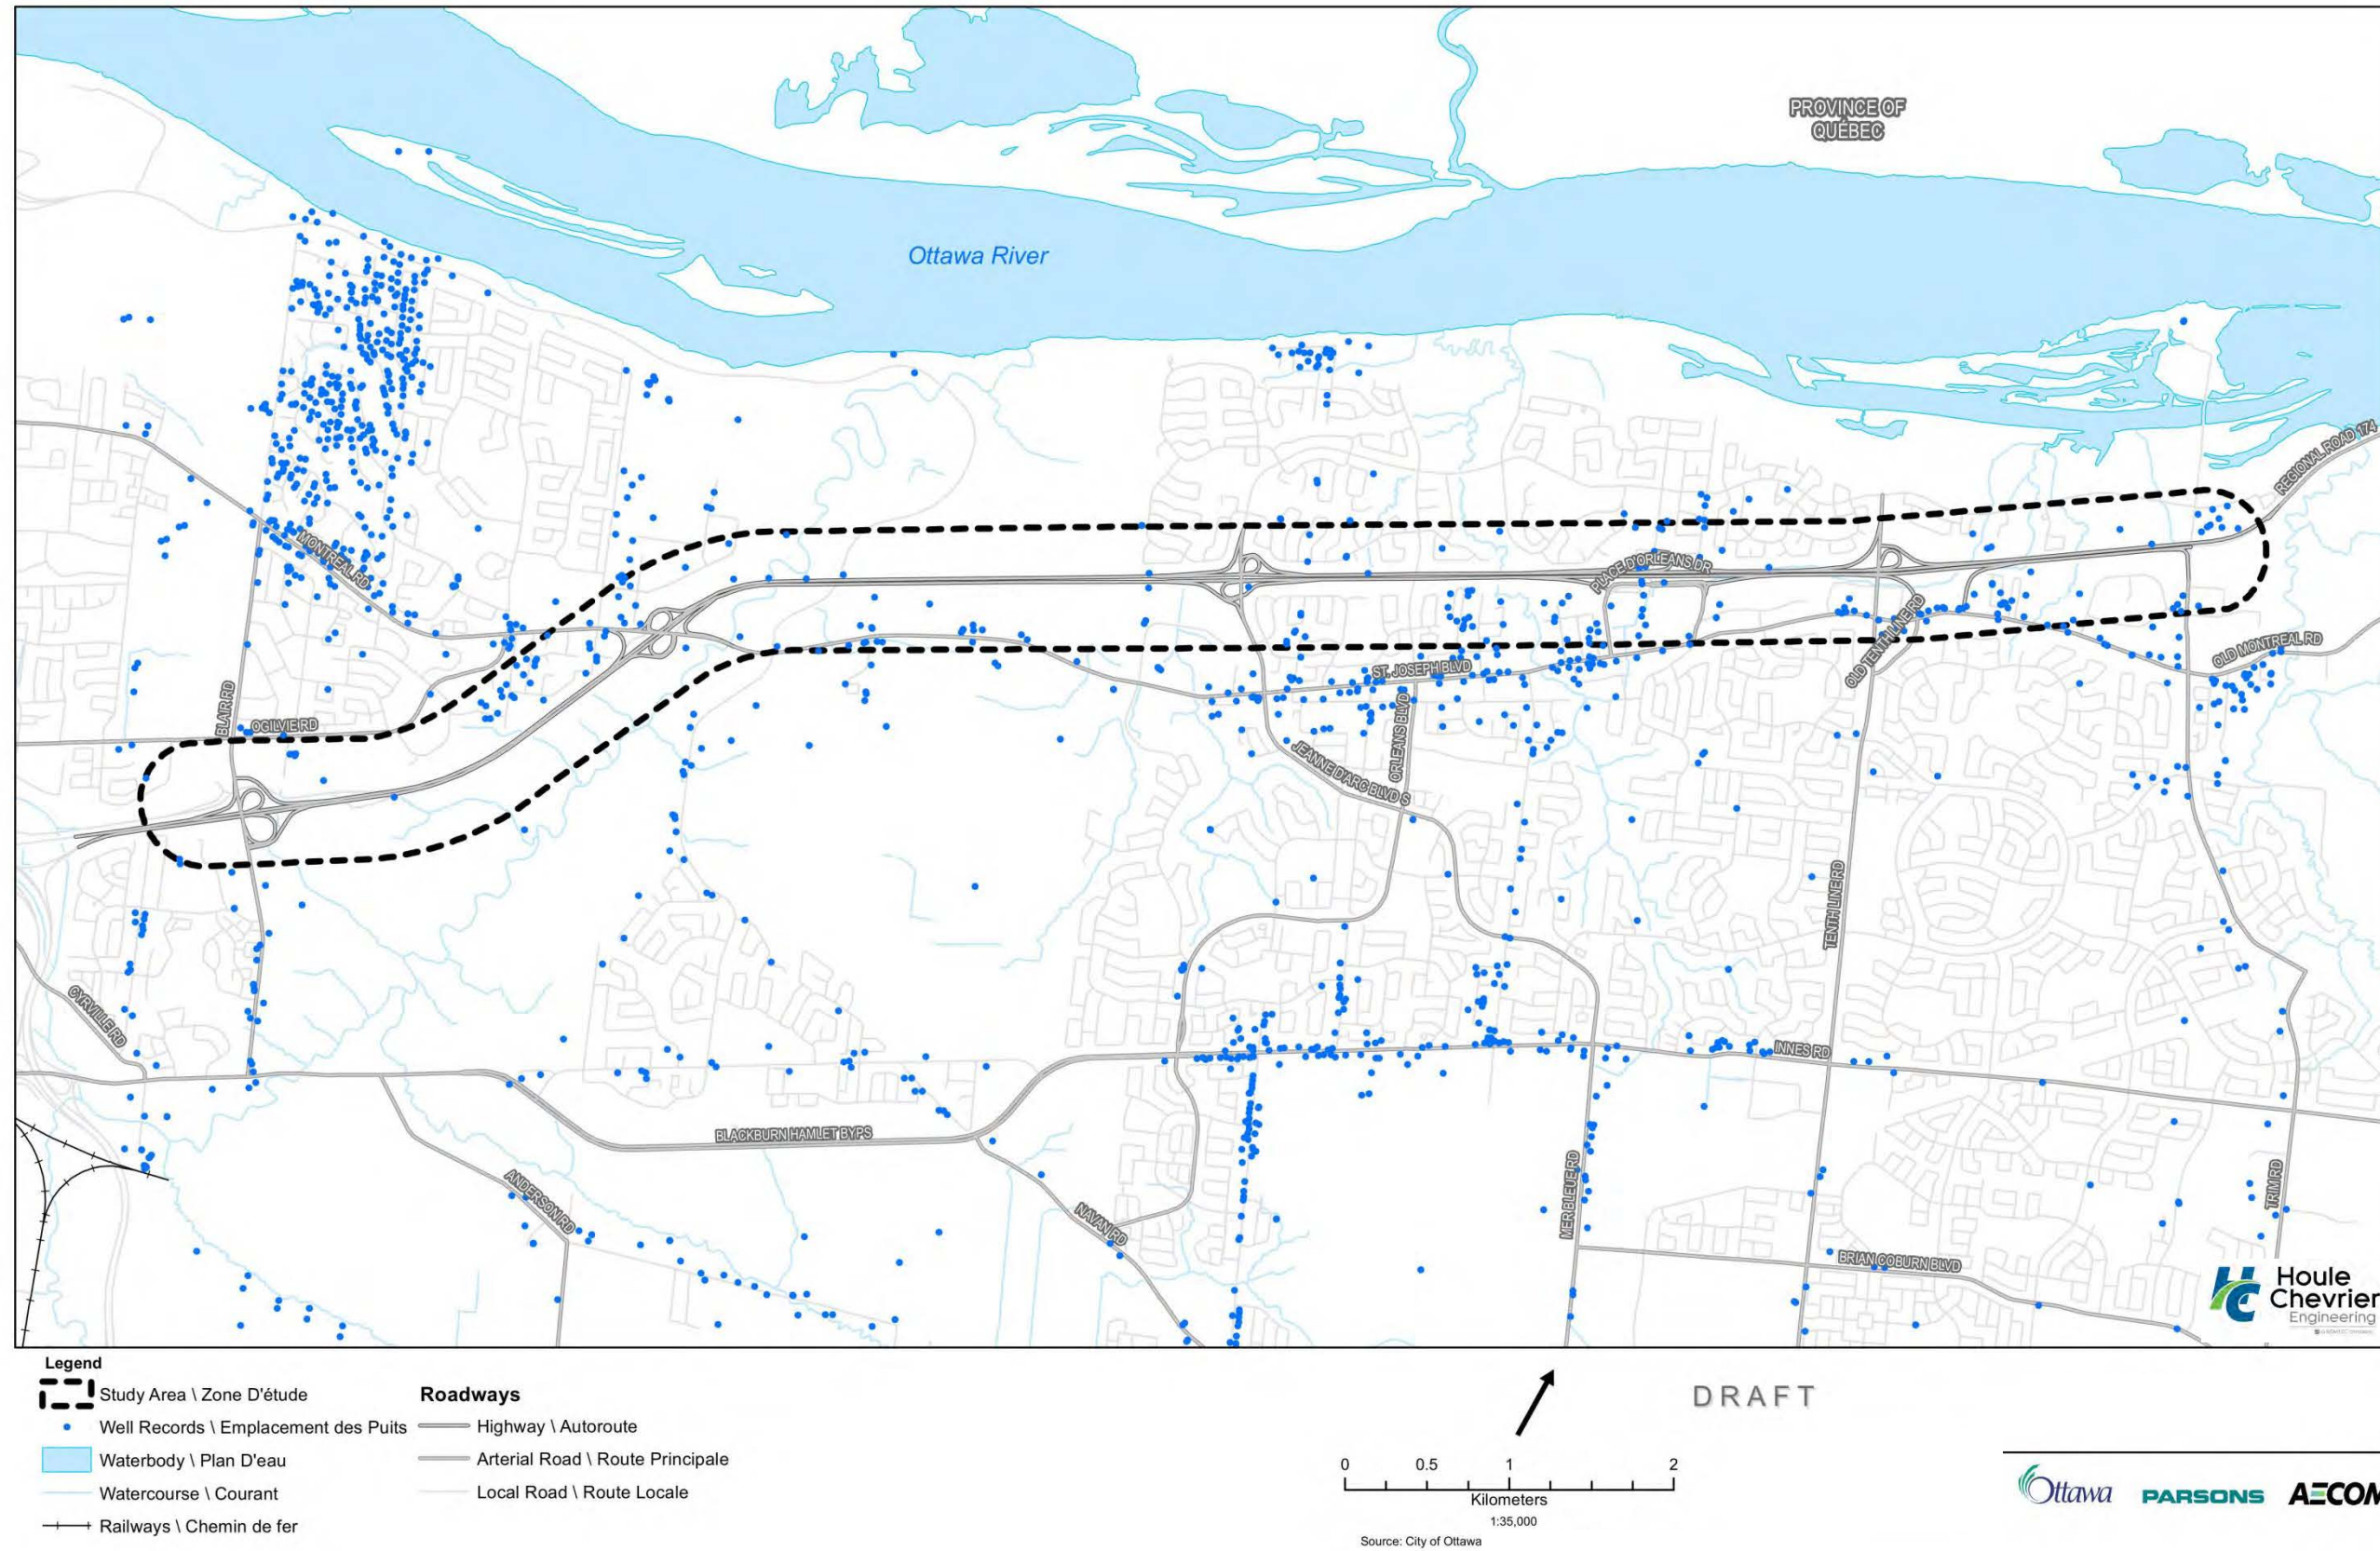 PROVINCE OF
QUÉBEC
Ottawa River
REGIONAL ROAD 174
MONTREAL RD
PLACE D'ORLEANS DR
OLD TENTH LINE RD
OLD MONTREAL RD
ST. JOSEPH BLVD
BLAIR RD
OGILVIE RD
ORLEANS BLVD
JEANNE D'ARC BLVD S
TENTH LINE RD
CYRVILLE RD
INNES RD
BLACKBURN HAMLET BYPS
ANDERSON RD
NAVAN RD
MER BLEUE RD
TRIM RD
BRIAN COBURN BLVD
Houle
Chevrier
Engineering
Legend
Study Area \ Zone D'étude
Well Records \ Emplacement des Puits
Waterbody \ Plan D'eau
Watercourse \ Courant
Railways \ Chemin de fer
Roadways
Highway \ Autoroute
Arterial Road \ Route Principale
Local Road \ Route Locale
DRAFT
0 0.5 1 2
Kilometers
1:35,000
Source: City of Ottawa
Ottawa PARSONS AECOM